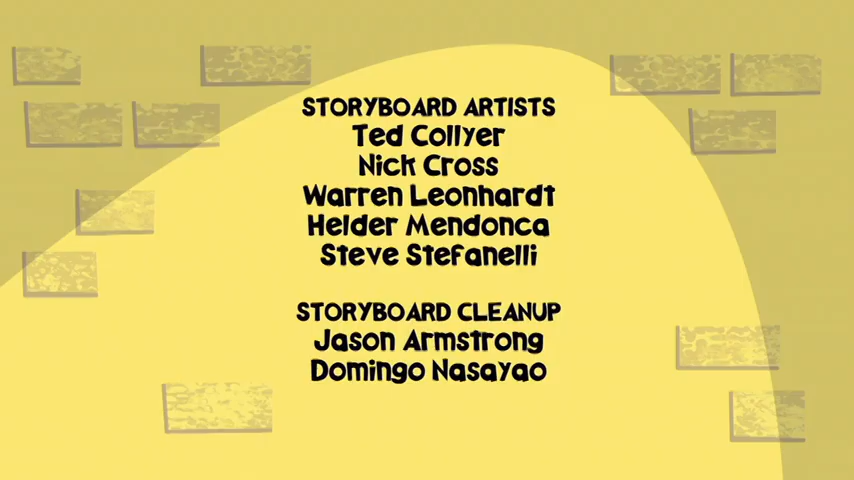 STORYBOARD ARTISTS
Ted Collyer
Nick Cross
Warren Leonhardt
Helder Mendonca
Steve Stefanelli
STORYBOARD CLEANUP
Jason Armstrong
Domingo Nasayao